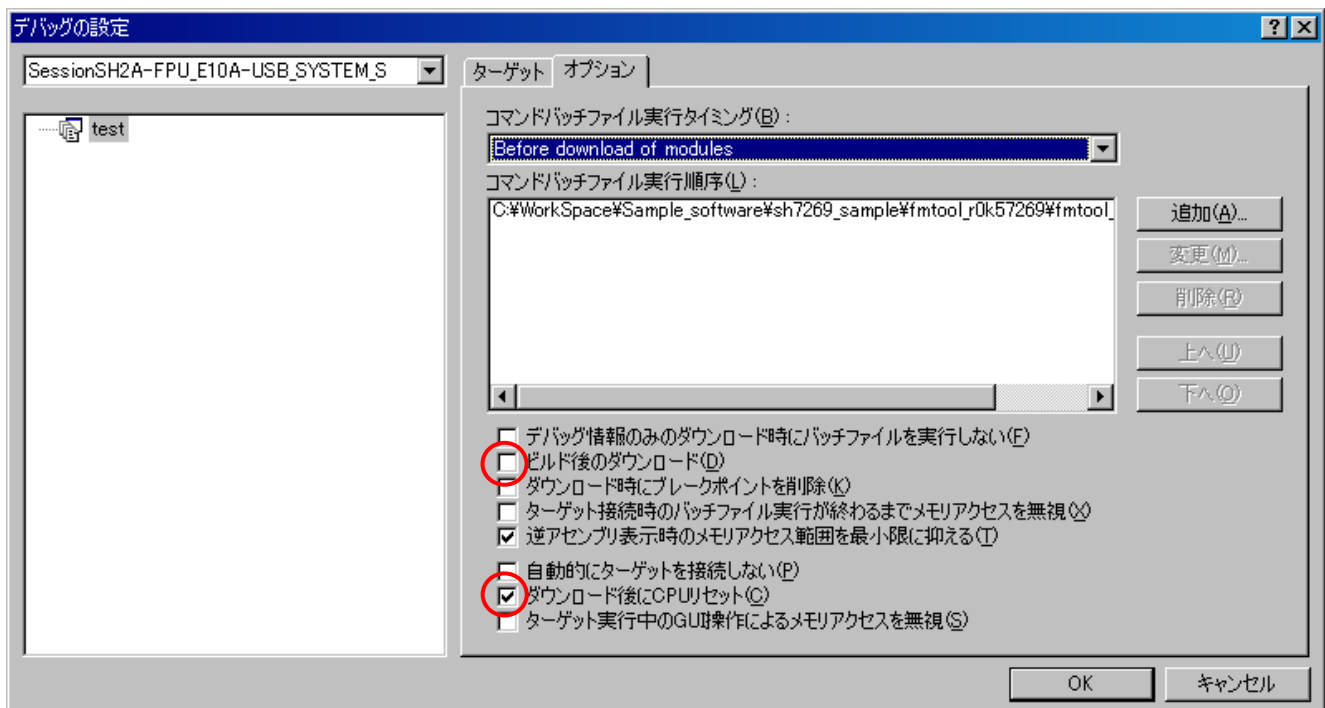 デバッグの設定
SessionSH2A-FPU_E10A-USB_SYSTEM_S
test
ターゲット オプション
コマンドバッチファイル実行タイミング(B) :
Before download of modules
コマンドバッチファイル実行順序(L) :
C:¥WorkSpace¥Sample_software¥sh7269_sample¥fmtool_r0k57269¥fmtool_
追加(A)...
変更(M)...
削除(R)
上へ(U)
下へ(O)
デバッグ情報のみのダウンロード時にバッチファイルを実行しない(F)
ビルド後のダウンロード(D)
ダウンロード時にブレークポイントを削除(K)
ターゲット接続時のバッチファイル実行が終わるまでメモリアクセスを無視(X)
逆アセンブリ表示時のメモリアクセス範囲を最小限に抑える(T)
自動的にターゲットを接続しない(P)
ダウンロード後にCPUリセット(C)
ターゲット実行中のGUI操作によるメモリアクセスを無視(S)
OK
キャンセル